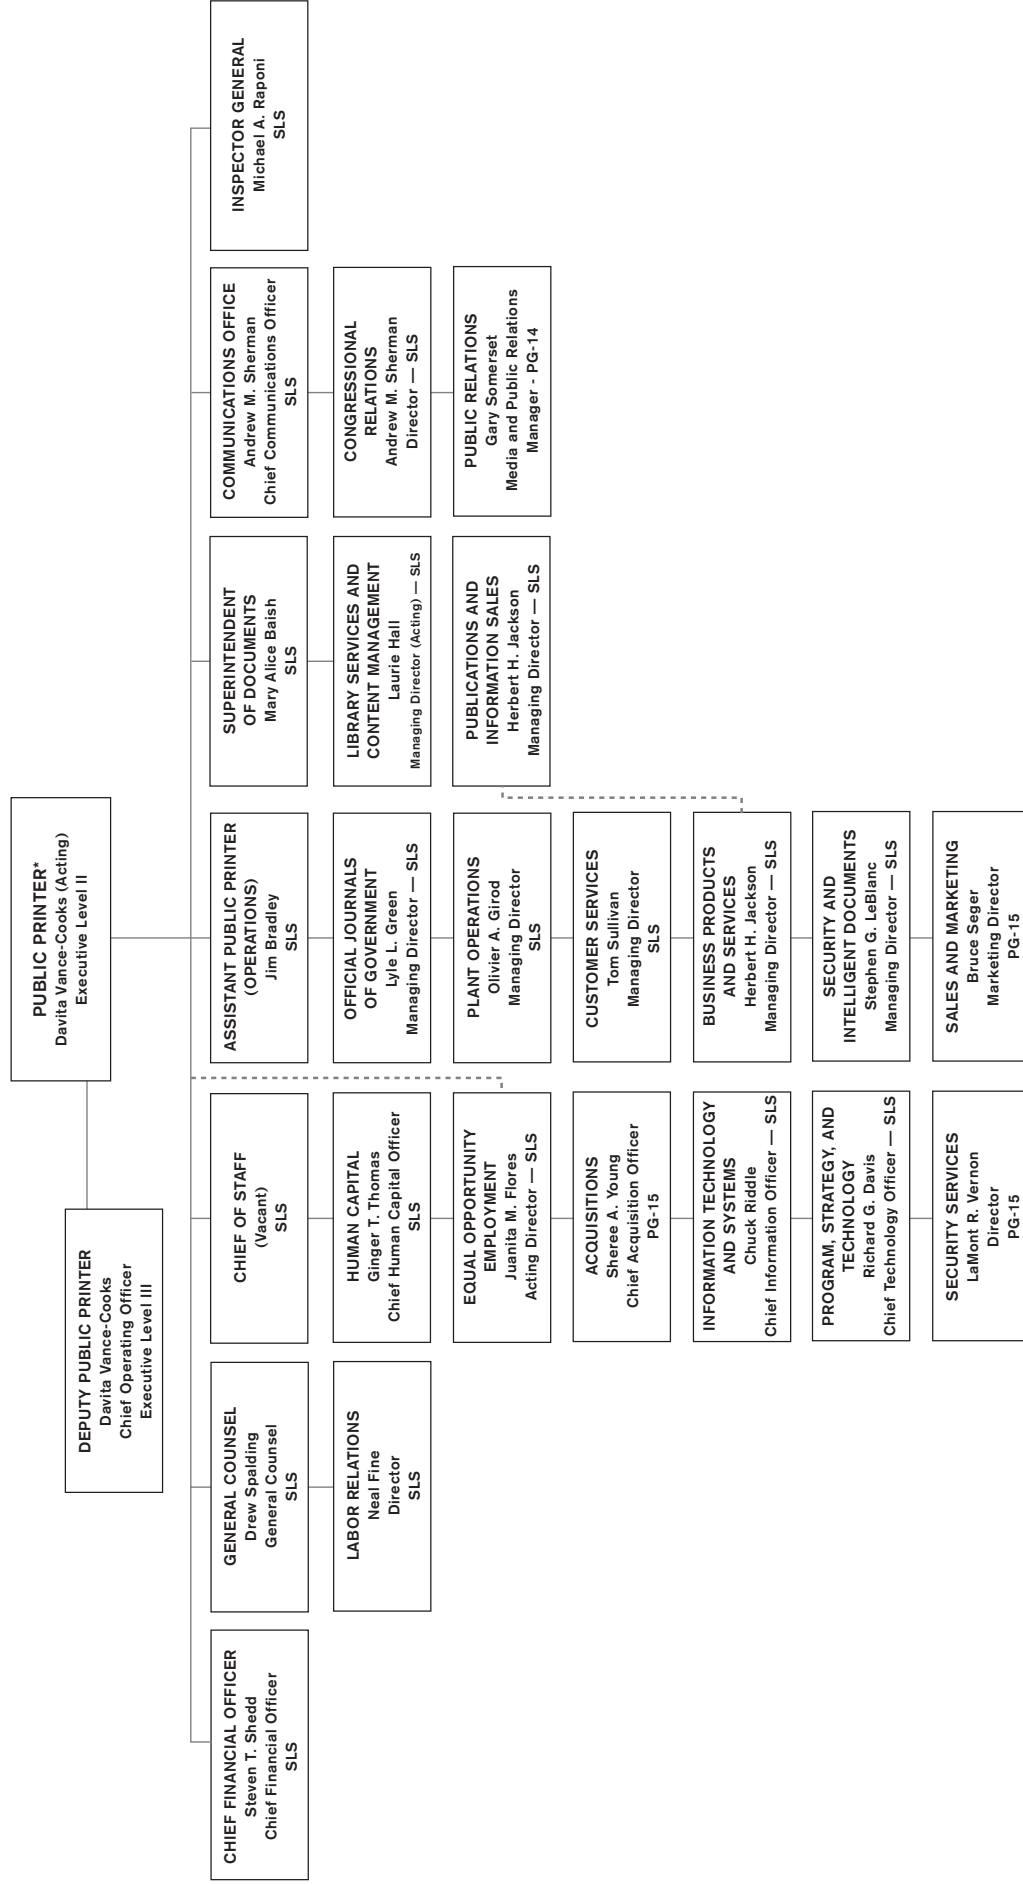 PUBLIC PRINTER*
Davita Vance-Cooks (Acting)
Executive Level II
DEPUTY PUBLIC PRINTER
Davita Vance-Cooks
Chief Operating Officer
Executive Level III
CHIEF FINANCIAL OFFICER
Steven T. Shedd
Chief Financial Officer
SLS
GENERAL COUNSEL
Drew Spalding
General Counsel
SLS
LABOR RELATIONS
Neal Fine
Director
SLS
CHIEF OF STAFF
(Vacant)
SLS
HUMAN CAPITAL
Ginger T. Thomas
Chief Human Capital Officer
SLS
EQUAL OPPORTUNITY
EMPLOYMENT
Juanita M. Flores
Acting Director — SLS
ACQUISITIONS
Sheree A. Young
Chief Acquisition Officer
PG-15
INFORMATION TECHNOLOGY
AND SYSTEMS
Chuck Riddle
Chief Information Officer — SLS
PROGRAM, STRATEGY, AND
TECHNOLOGY
Richard G. Davis
Chief Technology Officer — SLS
SECURITY SERVICES
LaMont R. Vernon
Director
PG-15
ASSISTANT PUBLIC PRINTER
(OPERATIONS)
Jim Bradley
SLS
OFFICIAL JOURNALS
OF GOVERNMENT
Lyle L. Green
Managing Director — SLS
PLANT OPERATIONS
Olivier A. Girod
Managing Director
SLS
CUSTOMER SERVICES
Tom Sullivan
Managing Director
SLS
BUSINESS PRODUCTS
AND SERVICES
Herbert H. Jackson
Managing Director — SLS
SECURITY AND
INTELLIGENT DOCUMENTS
Stephen G. LeBlanc
Managing Director — SLS
SALES AND MARKETING
Bruce Seger
Marketing Director
PG-15
SUPERINTENDENT
OF DOCUMENTS
Mary Alice Baish
SLS
LIBRARY SERVICES AND
CONTENT MANAGEMENT
Laurie Hall
Managing Director (Acting) — SLS
PUBLICATIONS AND
INFORMATION SALES
Herbert H. Jackson
Managing Director — SLS
COMMUNICATIONS OFFICE
Andrew M. Sherman
Chief Communications Officer
SLS
CONGRESSIONAL
RELATIONS
Andrew M. Sherman
Director — SLS
PUBLIC RELATIONS
Gary Somerset
Media and Public Relations
Manager - PG-14
INSPECTOR GENERAL
Michael A. Raponi
SLS